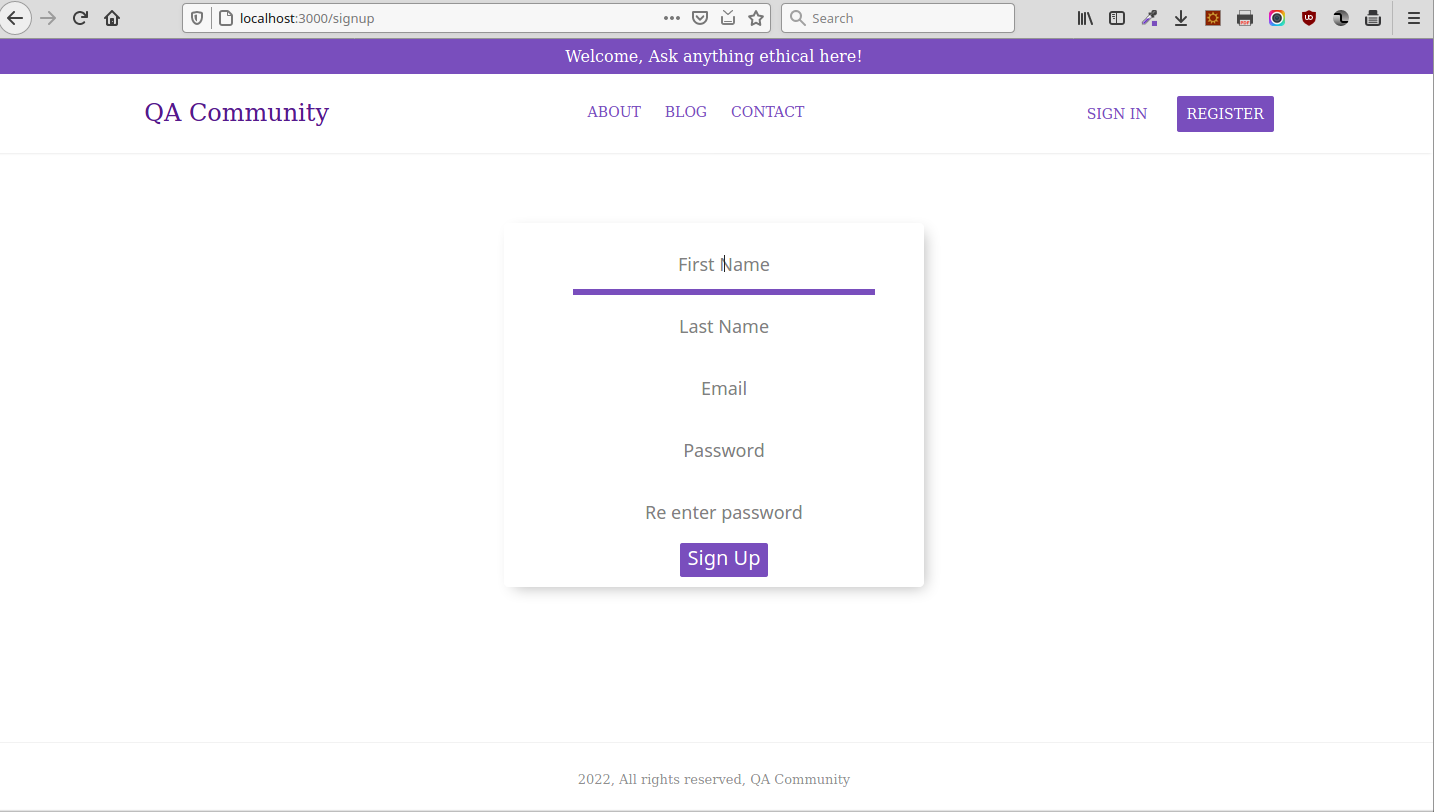 localhost:3000/signup
Search
Welcome, Ask anything ethical here!
QA Community
ABOUT BLOG CONTACT
SIGN IN REGISTER
First Name
Last Name
Email
Password
Re enter password
Sign Up
2022, All rights reserved, QA Community